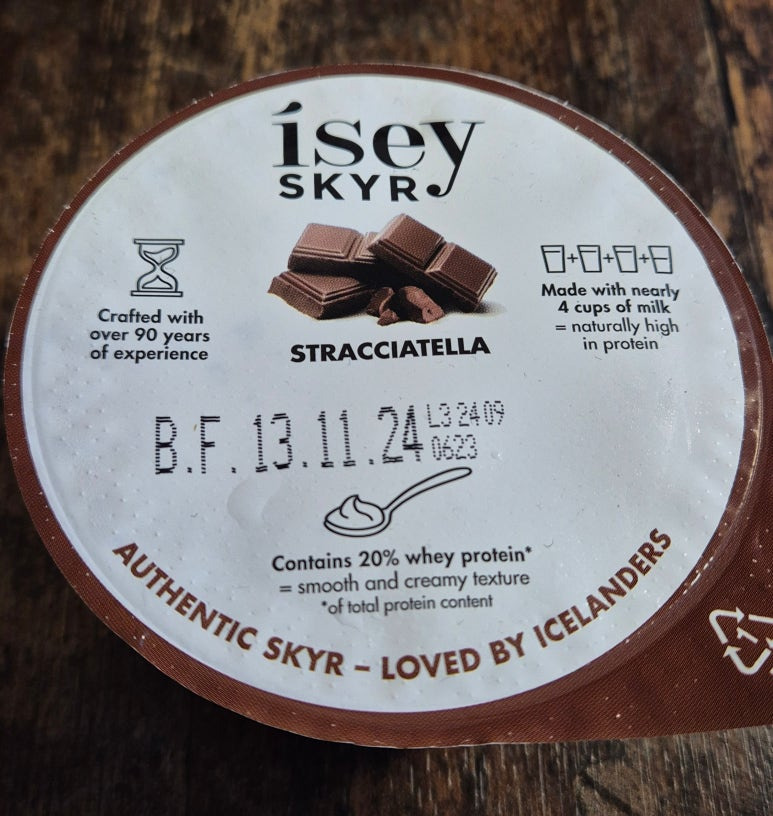 ísey
SKYR
Crafted with
over 90 years
of experience
STRACCIATELLA
Made with nearly
4 cups of milk
= naturally high
in protein
B.F. 13.11.24
L3 24 09
0623
Contains 20% whey protein*
= smooth and creamy texture
*of total protein content
AUTHENTIC SKYR – LOVED BY ICELANDERS
1